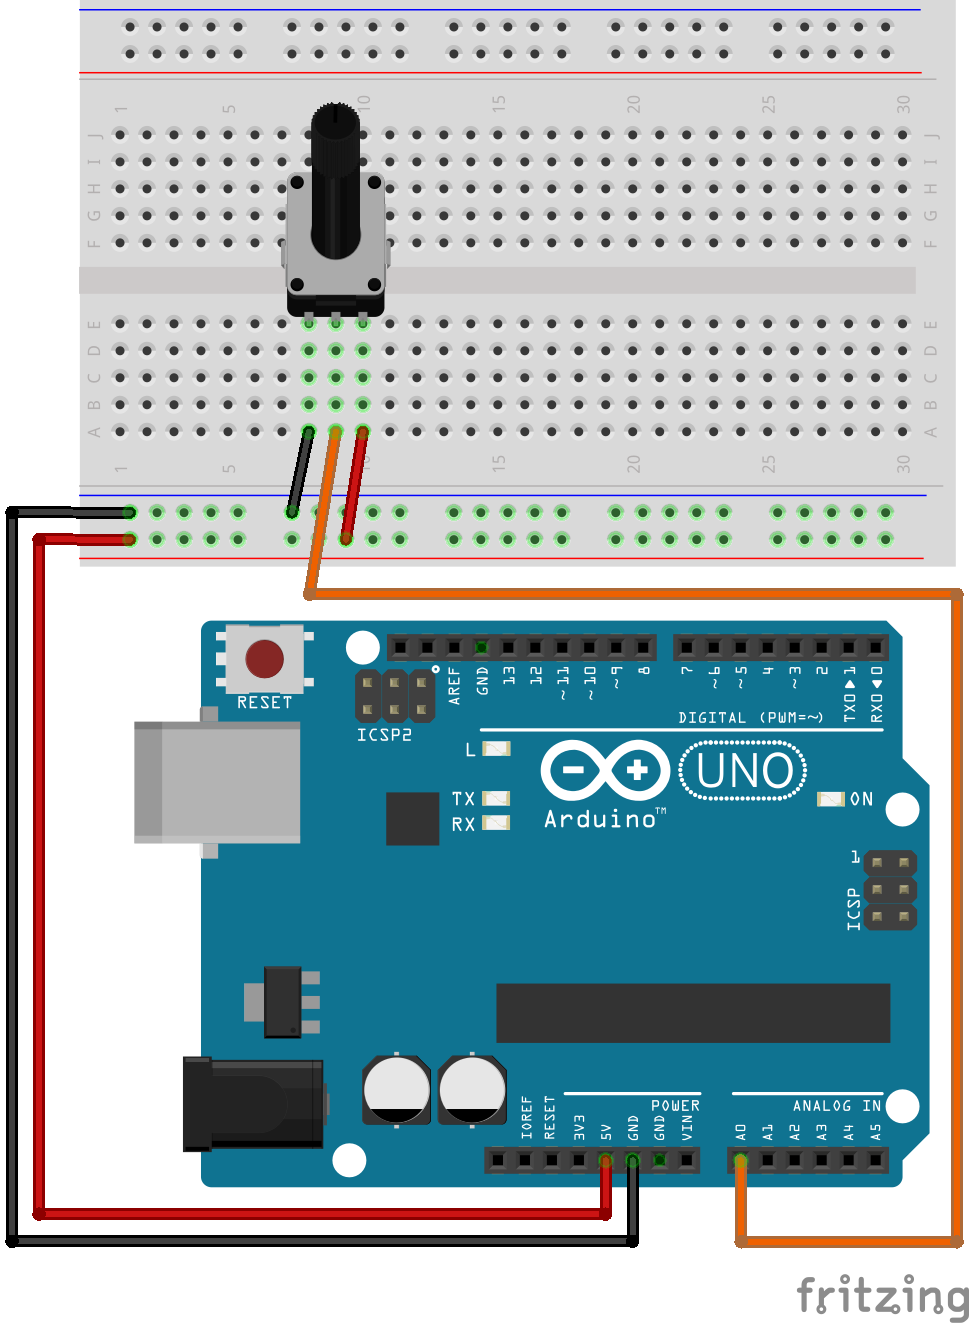 1 5 10 15 20 25 30
J J
I I
H H
G G
F F
E E
D D
C C
B B
A A
1 5 10 15 20 25 30
RESET
ICSP2
AREF GND 13 12 ~11 ~10 ~9 8 7 ~6 ~5 4 ~3 2 TX0▶1 RX0◀0
DIGITAL (PWM=~)
L
TX
RX
Arduino™
UNO
ON
1
ICSP
POWER
ANALOG IN
IOREF RESET 3V3 5V GND GND VIN A0 A1 A2 A3 A4 A5
fritzing